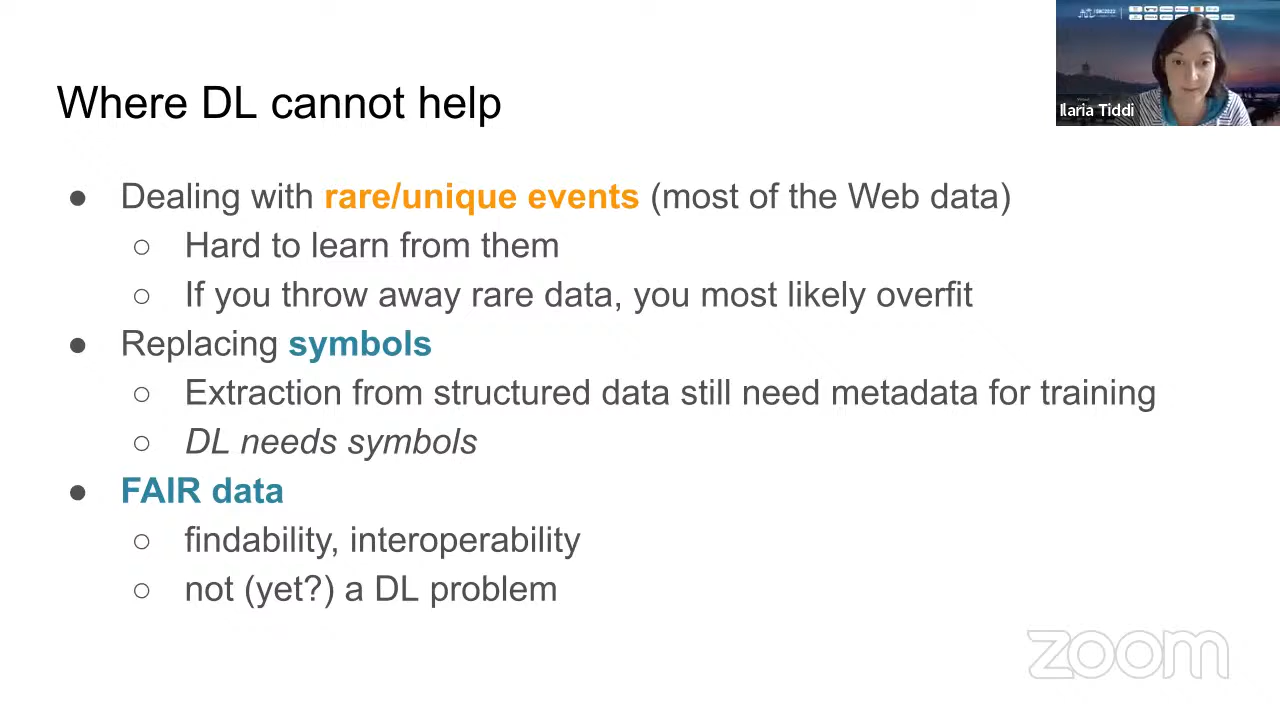 Where DL cannot help
● Dealing with rare/unique events (most of the Web data)
○ Hard to learn from them
○ If you throw away rare data, you most likely overfit
● Replacing symbols
○ Extraction from structured data still need metadata for training
○ DL needs symbols
● FAIR data
○ findability, interoperability
○ not (yet?) a DL problem
Ilaria Tiddi
zoom